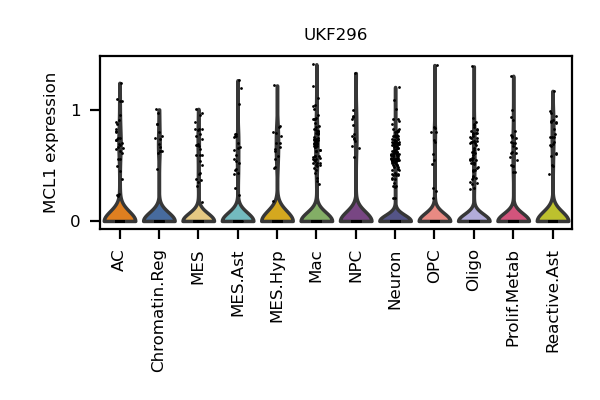 UKF296
MCL1 expression
1
0
AC
Chromatin.Reg
MES
MES.Ast
MES.Hyp
Mac
NPC
Neuron
OPC
Oligo
Prolif.Metab
Reactive.Ast